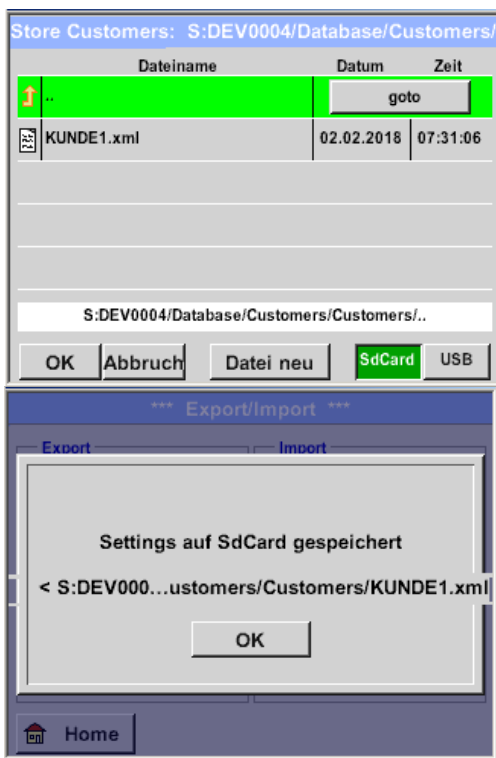 Store Customers: S:DEV0004/Database/Customers/
Dateiname Datum Zeit
.. goto
KUNDE1.xml 02.02.2018 07:31:06
S:DEV0004/Database/Customers/Customers/..
OK Abbruch Datei neu SdCard USB
*** Export/Import ***
Export Import
Settings auf SdCard gespeichert
< S:DEV000...ustomers/Customers/KUNDE1.xml
OK
Home